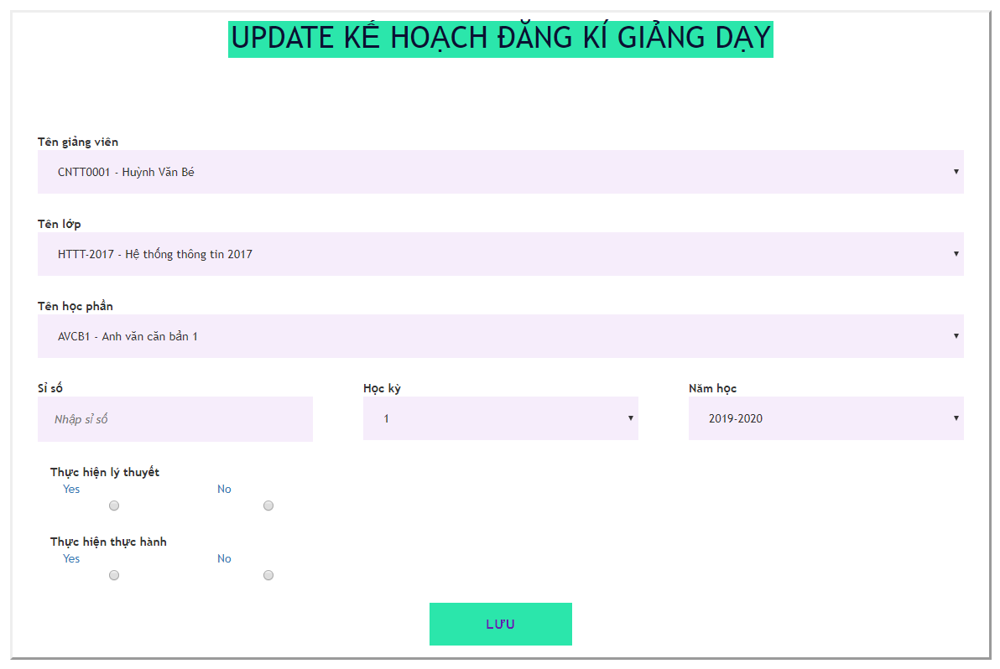 UPDATE KẾ HOẠCH ĐĂNG KÍ GIẢNG DẠY
Tên giảng viên
CNTT0001 - Huỳnh Văn Bé
Tên lớp
HTTT-2017 - Hệ thống thông tin 2017
Tên học phần
AVCB1 - Anh văn căn bản 1
Sỉ số Học kỳ Năm học
Nhập sỉ số 1 2019-2020
Thực hiện lý thuyết
Yes No
Thực hiện thực hành
Yes No
LƯU